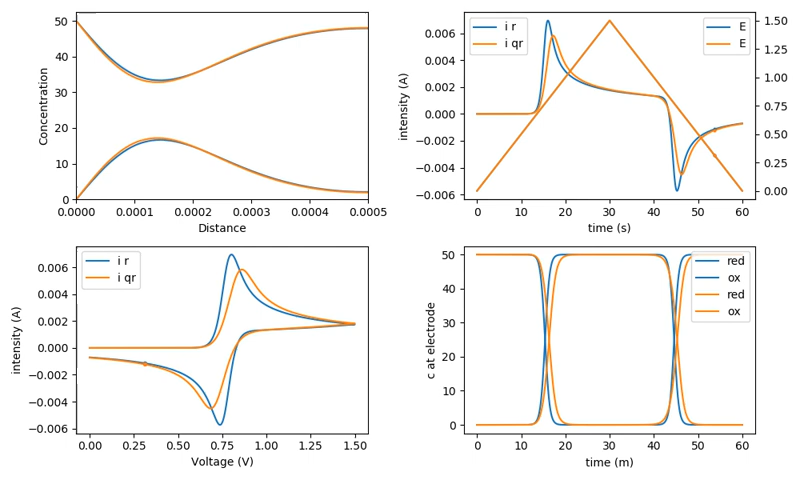 50
40
30
20
10
0
Concentration
0.0000 0.0001 0.0002 0.0003 0.0004 0.0005
Distance
i r
i qr
E
E
0.006
0.004
0.002
0.000
−0.002
−0.004
−0.006
intensity (A)
1.50
1.25
1.00
0.75
0.50
0.25
0.00
0 10 20 30 40 50 60
time (s)
i r
i qr
0.006
0.004
0.002
0.000
−0.002
−0.004
−0.006
intensity (A)
0.00 0.25 0.50 0.75 1.00 1.25 1.50
Voltage (V)
red
ox
red
ox
50
40
30
20
10
0
c at electrode
0 10 20 30 40 50 60
time (m)